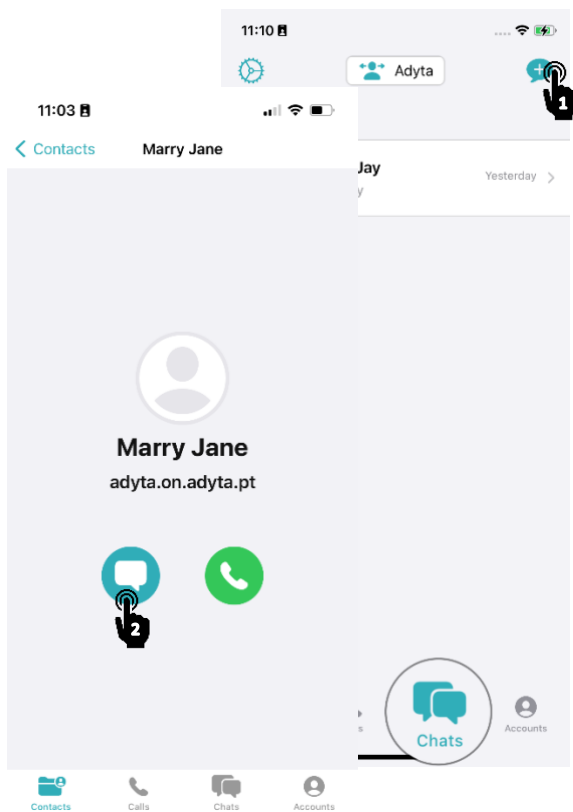 11:10
Adyta
1
11:03
Contacts
Marry Jane
Jay
Yesterday
y
Marry Jane
adyta.on.adyta.pt
2
s
Chats
Accounts
Contacts
Calls
Chats
Accounts